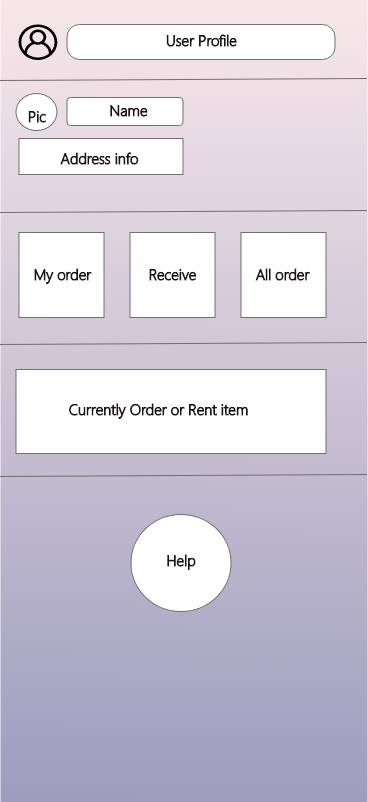 User Profile
Pic
Name
Address info
My order
Receive
All order
Currently Order or Rent item
Help